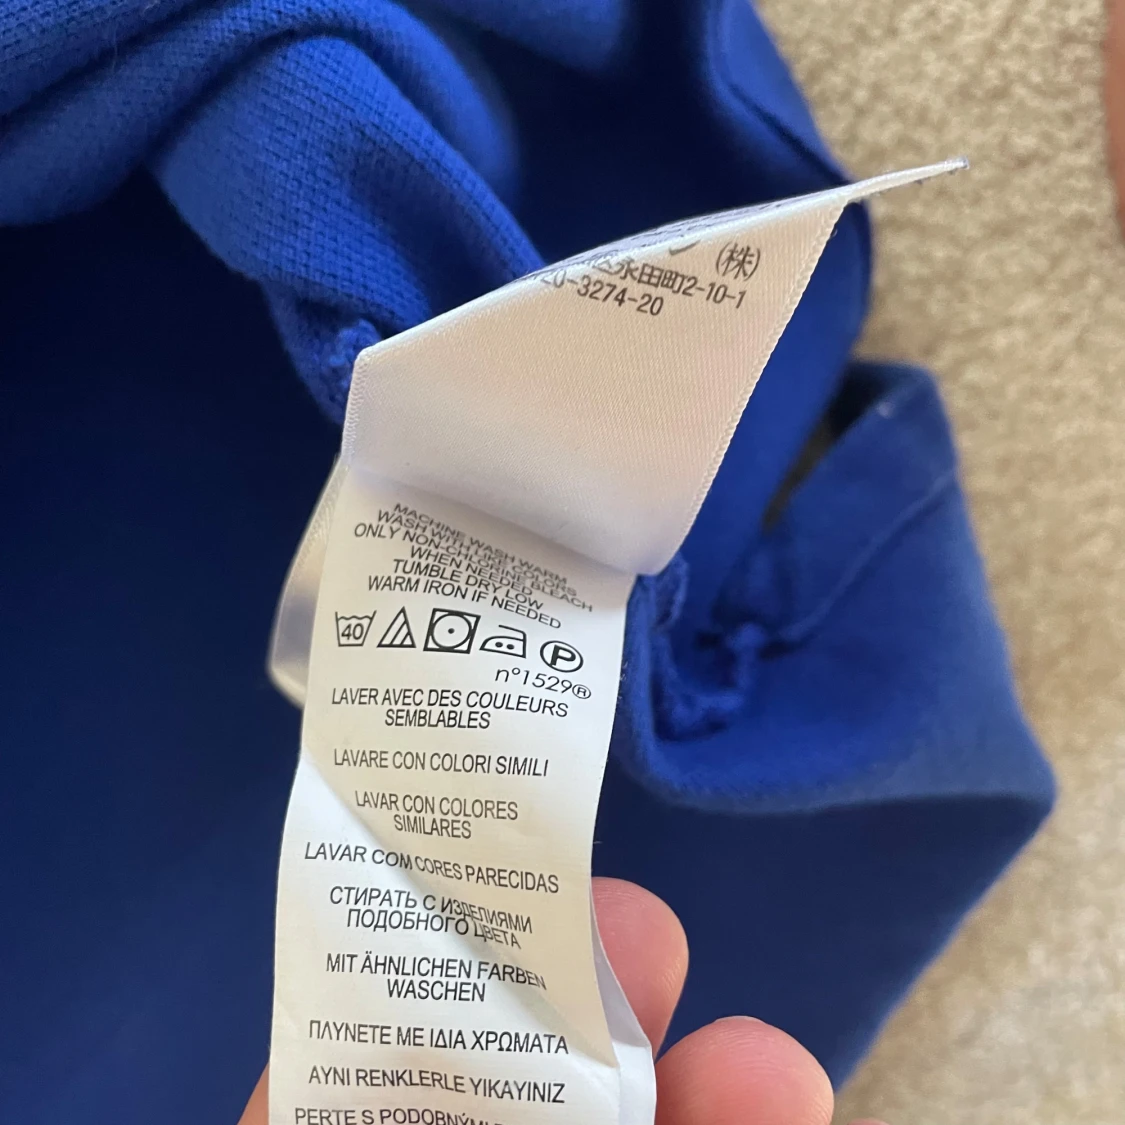 (株)
永田町2-10-1
20-3274-20
MACHINE WASH WARM
WASH WITH LIKE COLORS
ONLY NON-CHLORINE BLEACH
WHEN NEEDED
TUMBLE DRY LOW
WARM IRON IF NEEDED
40
P
n°1529®
LAVER AVEC DES COULEURS
SEMBLABLES
LAVARE CON COLORI SIMILI
LAVAR CON COLORES
SIMILARES
LAVAR COM CORES PARECIDAS
СТИРАТЬ С ИЗДЕЛИЯМИ
ПОДОБНОГО ЦВЕТА
MIT ÄHNLICHEN FARBEN
WASCHEN
ΠΛΥΝΕΤΕ ΜΕ ΙΔΙΑ ΧΡΩΜΑΤΑ
AYNI RENKLERLE YIKAYINIZ
PERTE S